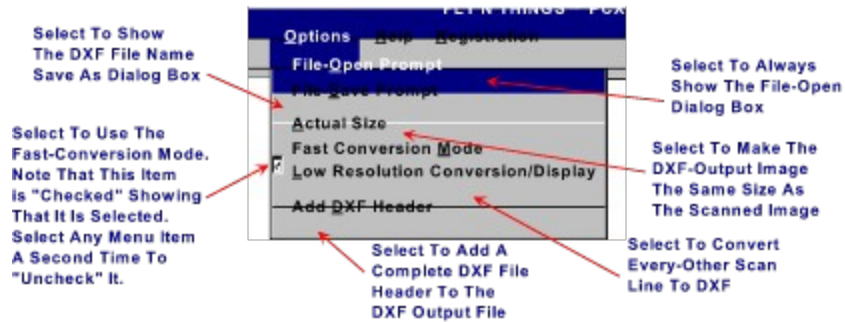 FLY'N THINGS - PCX
Options Help Registration
File-Open Prompt
File-Save Prompt
Actual Size
Fast Conversion Mode
Low Resolution Conversion/Display
Add DXF Header
Select To Show
The DXF File Name
Save As Dialog Box
Select To Use The
Fast-Conversion Mode.
Note That This Item
is "Checked" Showing
That It Is Selected.
Select Any Menu Item
A Second Time To
"Uncheck" It.
Select To Always
Show The File-Open
Dialog Box
Select To Make The
DXF-Output Image
The Same Size As
The Scanned Image
Select To Convert
Every-Other Scan
Line To DXF
Select To Add A
Complete DXF File
Header To The
DXF Output File